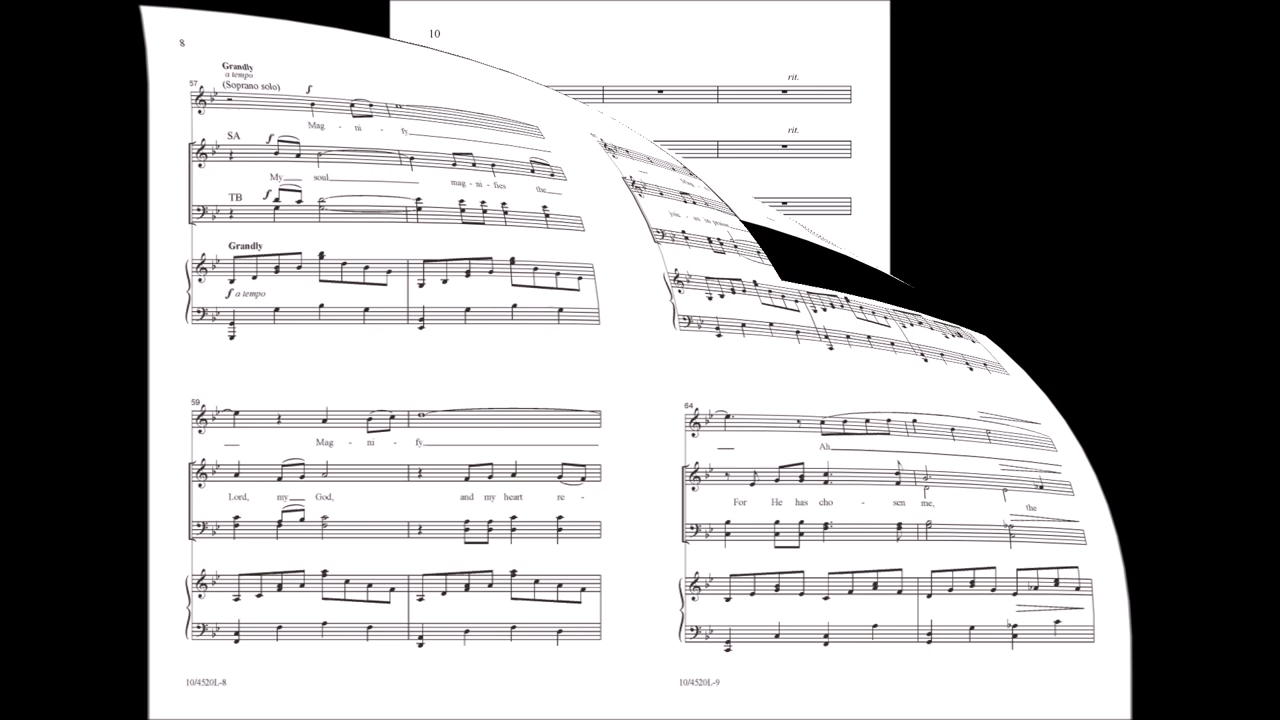 8
Grandly
a tempo
57
(Soprano solo)
f
Mag - ni - fy
SA
f
My soul mag - ni - fies the
TB
f
Grandly
f a tempo
59
Mag - ni - fy
Lord, my God, and my heart re -
10/4520L-8
10
rit.
rit.
64
Ah
For He has cho - sen me, the
10/4520L-9